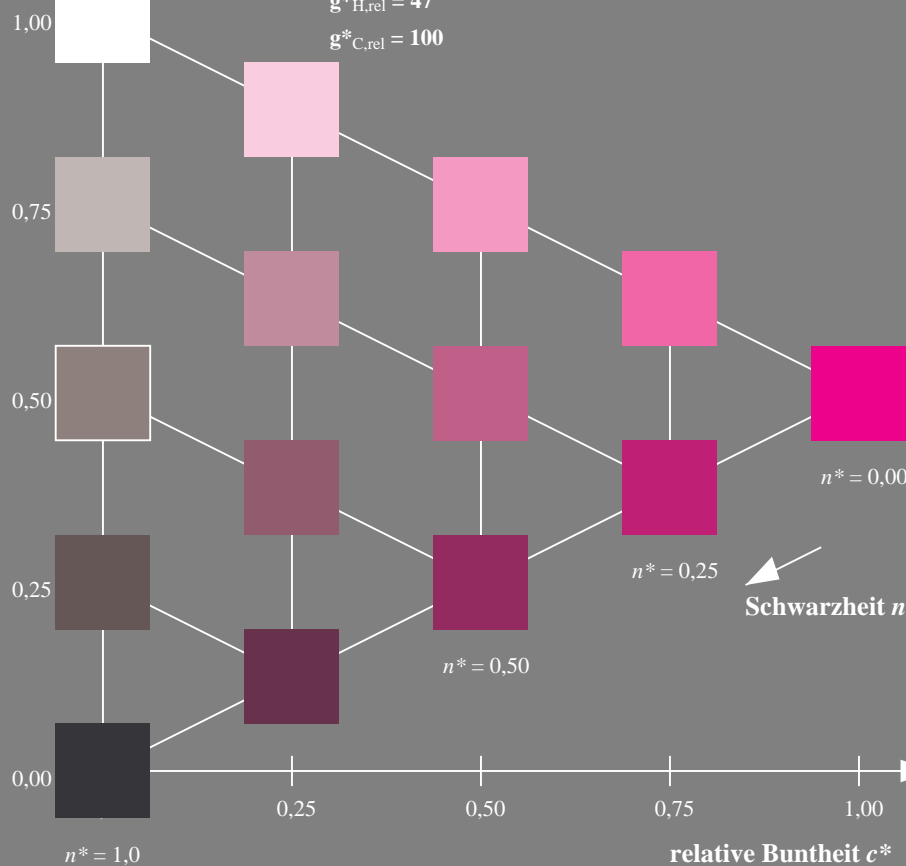 g*H,rel = 47
1,00
g*C,rel = 100
0,75
0,50
n* = 0,00
n* = 0,25
0,25
Schwarzheit n
n* = 0,50
0,00
0,25 0,50 0,75 1,00
n* = 1,0
relative Buntheit c*